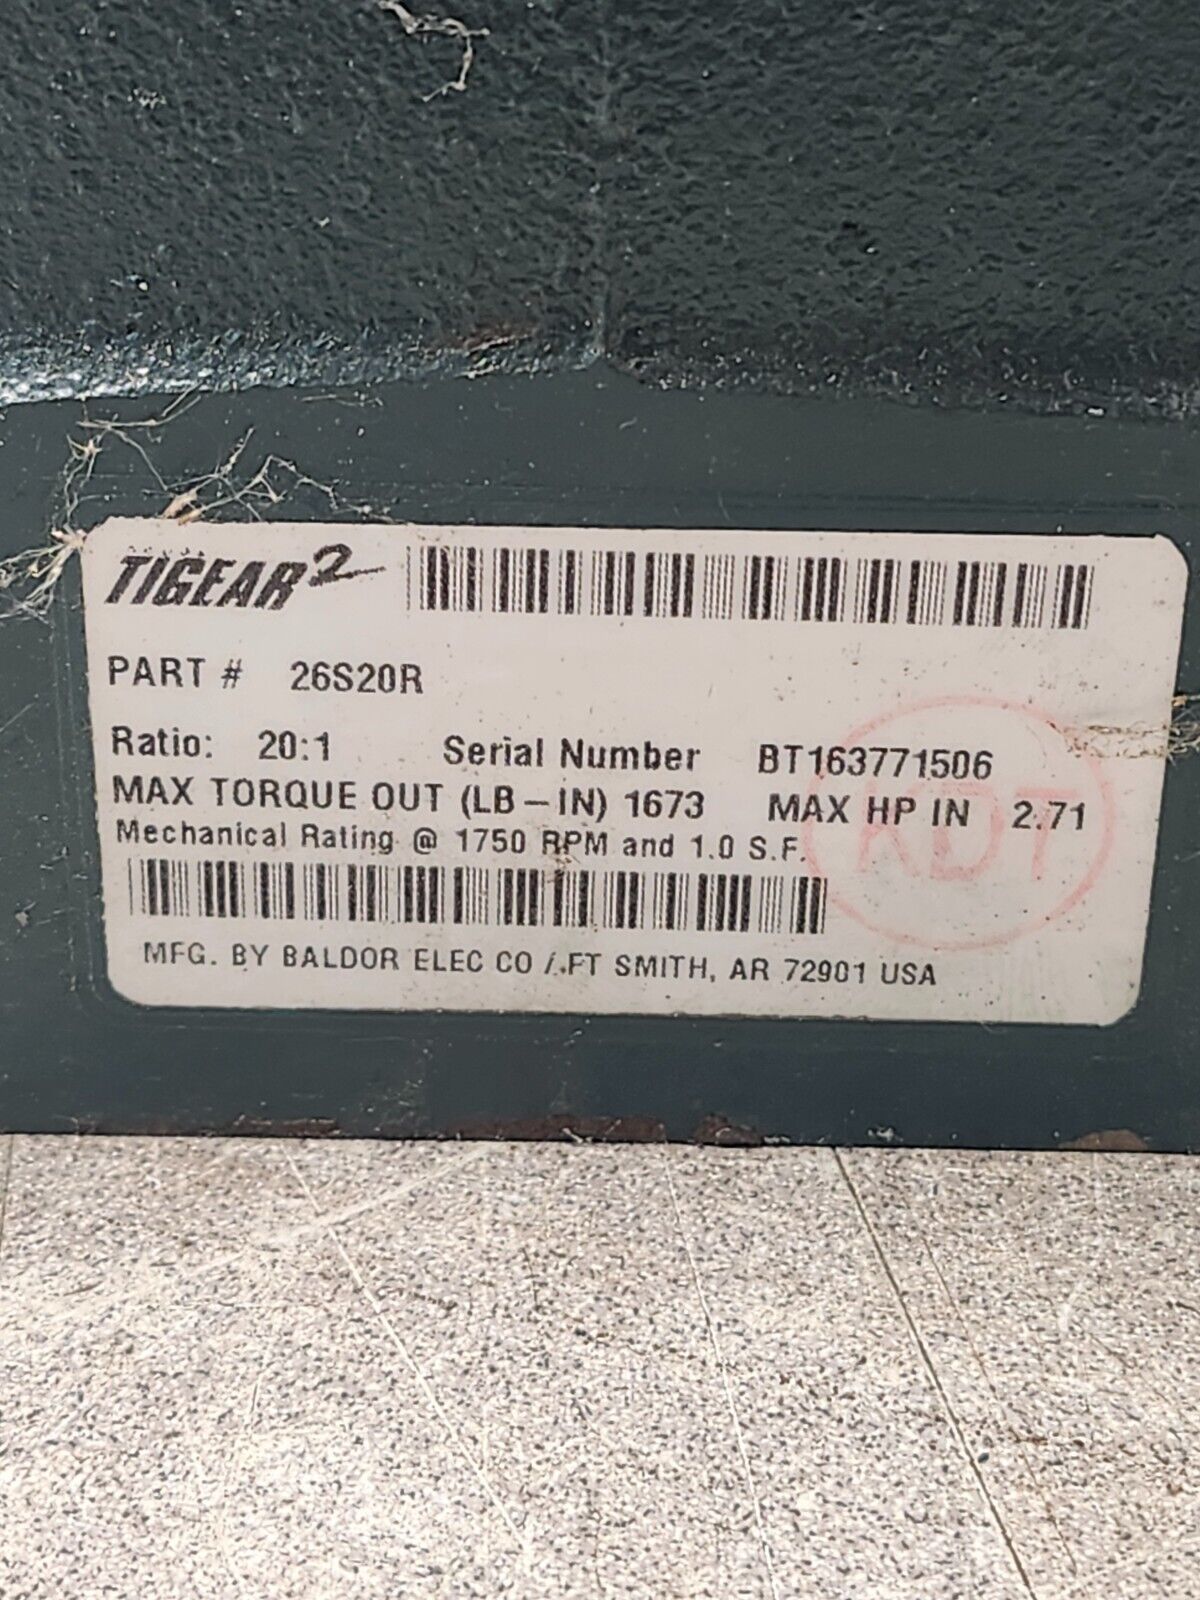 TIGEAR2
PART # 26S20R
Ratio: 20:1 Serial Number BT163771506
MAX TORQUE OUT (LB-IN) 1673 MAX HP IN 2.71
Mechanical Rating @ 1750 RPM and 1.0 S.F.
KDT
MFG. BY BALDOR ELEC CO /.FT SMITH, AR 72901 USA